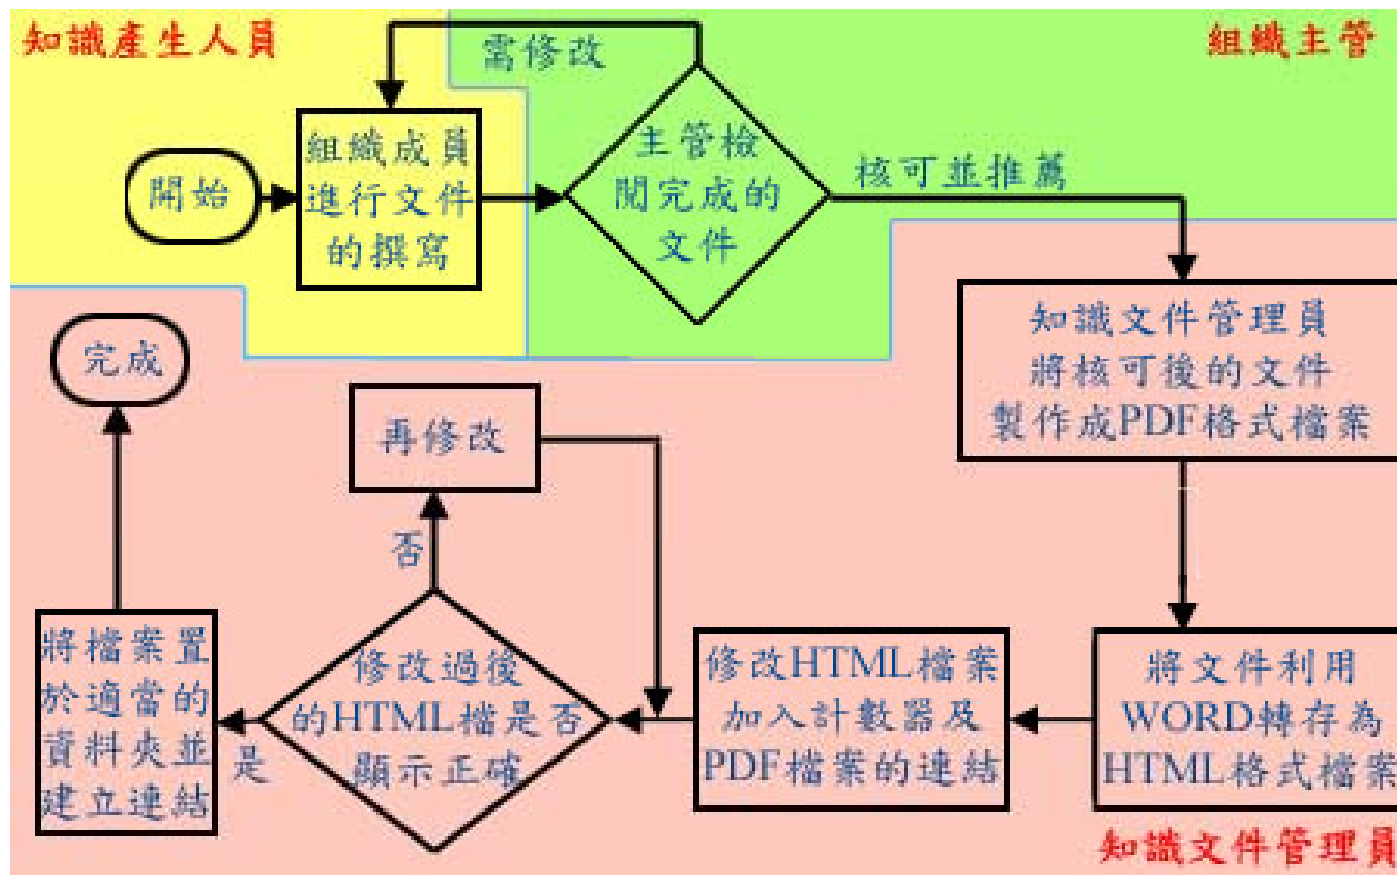 知識產生人員
組織主管
需修改
開始
組織成員
進行文件
的撰寫
主管檢
閱完成的
文件
核可並推薦
知識文件管理員
將核可後的文件
製作成PDF格式檔案
完成
再修改
否
將文件利用
WORD轉存為
HTML格式檔案
修改HTML檔案
加入計數器及
PDF檔案的連結
修改過後
的HTML檔是否
顯示正確
是
將檔案置
於適當的
資料夾並
建立連結
知識文件管理員